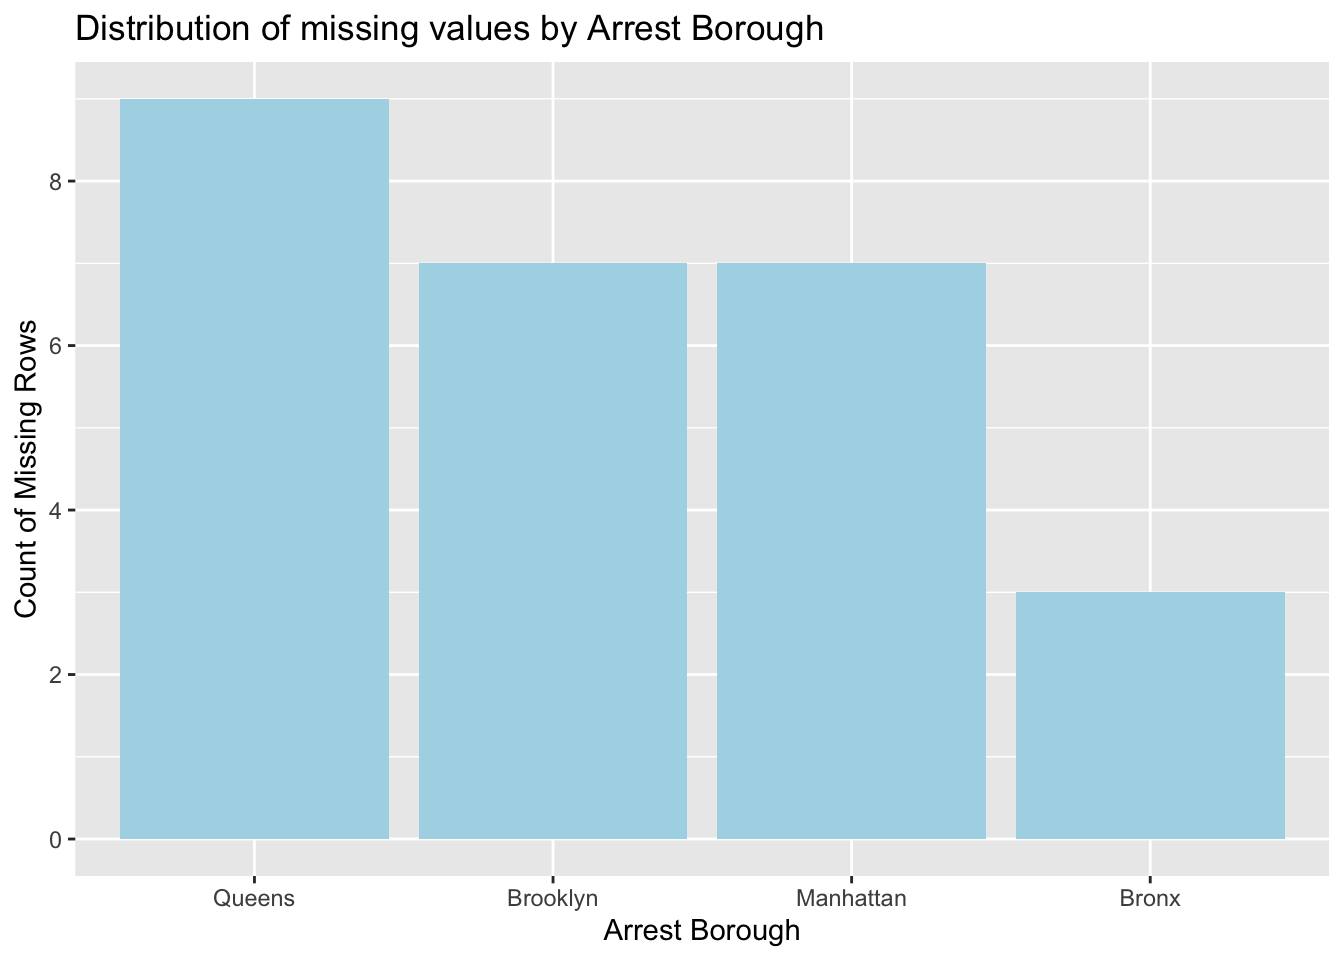 Distribution of missing values by Arrest Borough
Count of Missing Rows
8
6
4
2
0
Queens Brooklyn Manhattan Bronx
Arrest Borough